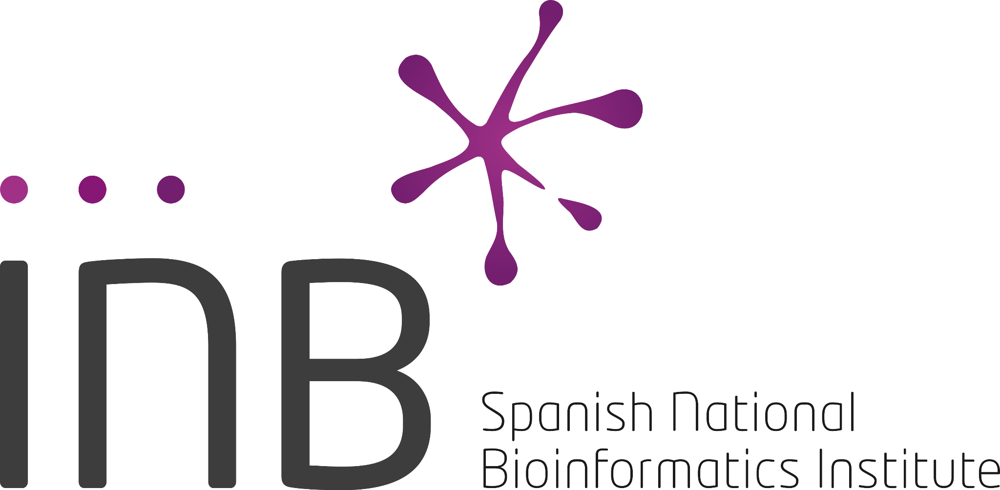 INB
Spanish National
Bioinformatics Institute